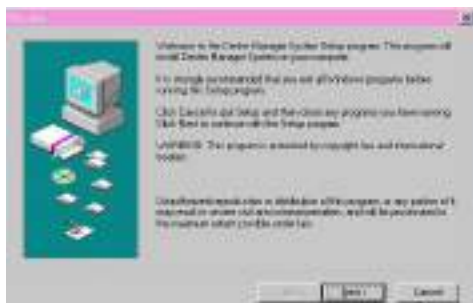 Welcome to the Center Manager System Setup program. This program will
install Center Manager System on your computer.
It is strongly recommended that you exit all Windows programs before
running this Setup program.
Click Cancel to quit Setup and then close any programs you have running.
Click Next to continue with the Setup program.
WARNING: This program is protected by copyright law and international
treaties.
Unauthorized reproduction or distribution of this program, or any portion of it,
may result in severe civil and criminal penalties, and will be prosecuted to
the maximum extent possible under law.
Next >
Cancel